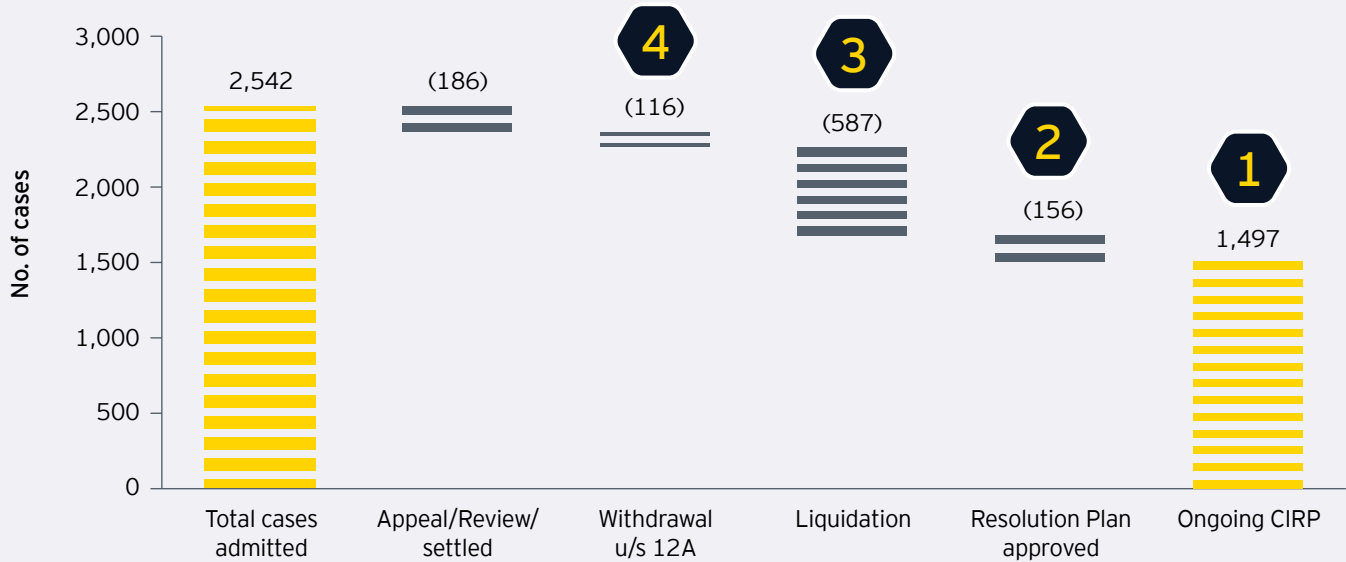 No. of cases
3,000
2,500
2,000
1,500
1,000
500
0
2,542
(186)
4
(116)
3
(587)
2
(156)
1
1,497
Total cases
admitted
Appeal/Review/
settled
Withdrawal
u/s 12A
Liquidation
Resolution Plan
approved
Ongoing CIRP